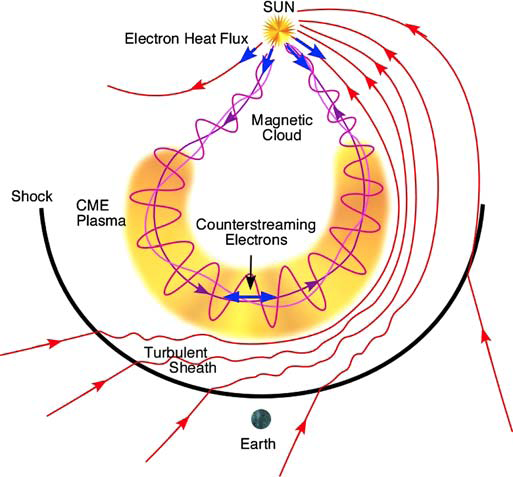 SUN
Electron Heat Flux
Magnetic
Cloud
Shock
CME
Plasma
Counterstreaming
Electrons
Turbulent
Sheath
Earth